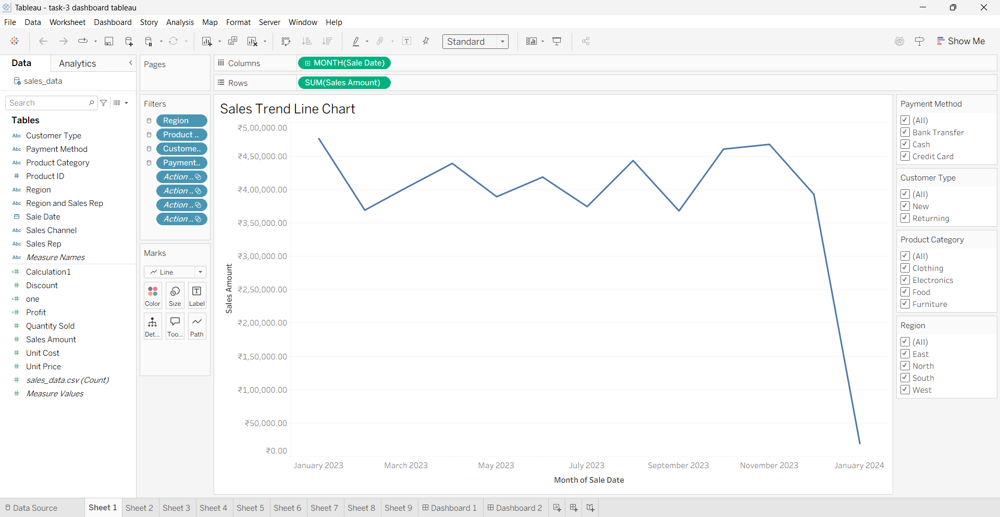 Tableau - task-3 dashboard tableau
File Data Worksheet Dashboard Story Analysis Map Format Server Window Help
Standard
Show Me
Data Analytics
sales_data
Search
Tables
Abc Customer Type
Abc Payment Method
Abc Product Category
# Product ID
Abc Region
Abc Region and Sales Rep
Sale Date
Abc Sales Channel
Abc Sales Rep
Abc Measure Names
=# Calculation1
# Discount
=# one
=# Profit
# Quantity Sold
# Sales Amount
# Unit Cost
# Unit Price
# sales_data.csv (Count)
# Measure Values
Pages
Filters
Region
Product ..
Custome..
Payment..
Action ..
Action ..
Action ..
Action ..
Marks
Line
Color Size Label
Det... Too... Path
Columns MONTH(Sale Date)
Rows SUM(Sales Amount)
Sales Trend Line Chart
₹5,00,000.00
₹4,50,000.00
₹4,00,000.00
₹3,50,000.00
₹3,00,000.00
₹2,50,000.00
₹2,00,000.00
₹1,50,000.00
₹1,00,000.00
₹50,000.00
₹0.00
Sales Amount
January 2023 March 2023 May 2023 July 2023 September 2023 November 2023 January 2024
Month of Sale Date
Payment Method
(All)
Bank Transfer
Cash
Credit Card
Customer Type
(All)
New
Returning
Product Category
(All)
Clothing
Electronics
Food
Furniture
Region
(All)
East
North
South
West
Data Source Sheet 1 Sheet 2 Sheet 3 Sheet 4 Sheet 5 Sheet 6 Sheet 7 Sheet 8 Sheet 9 Dashboard 1 Dashboard 2